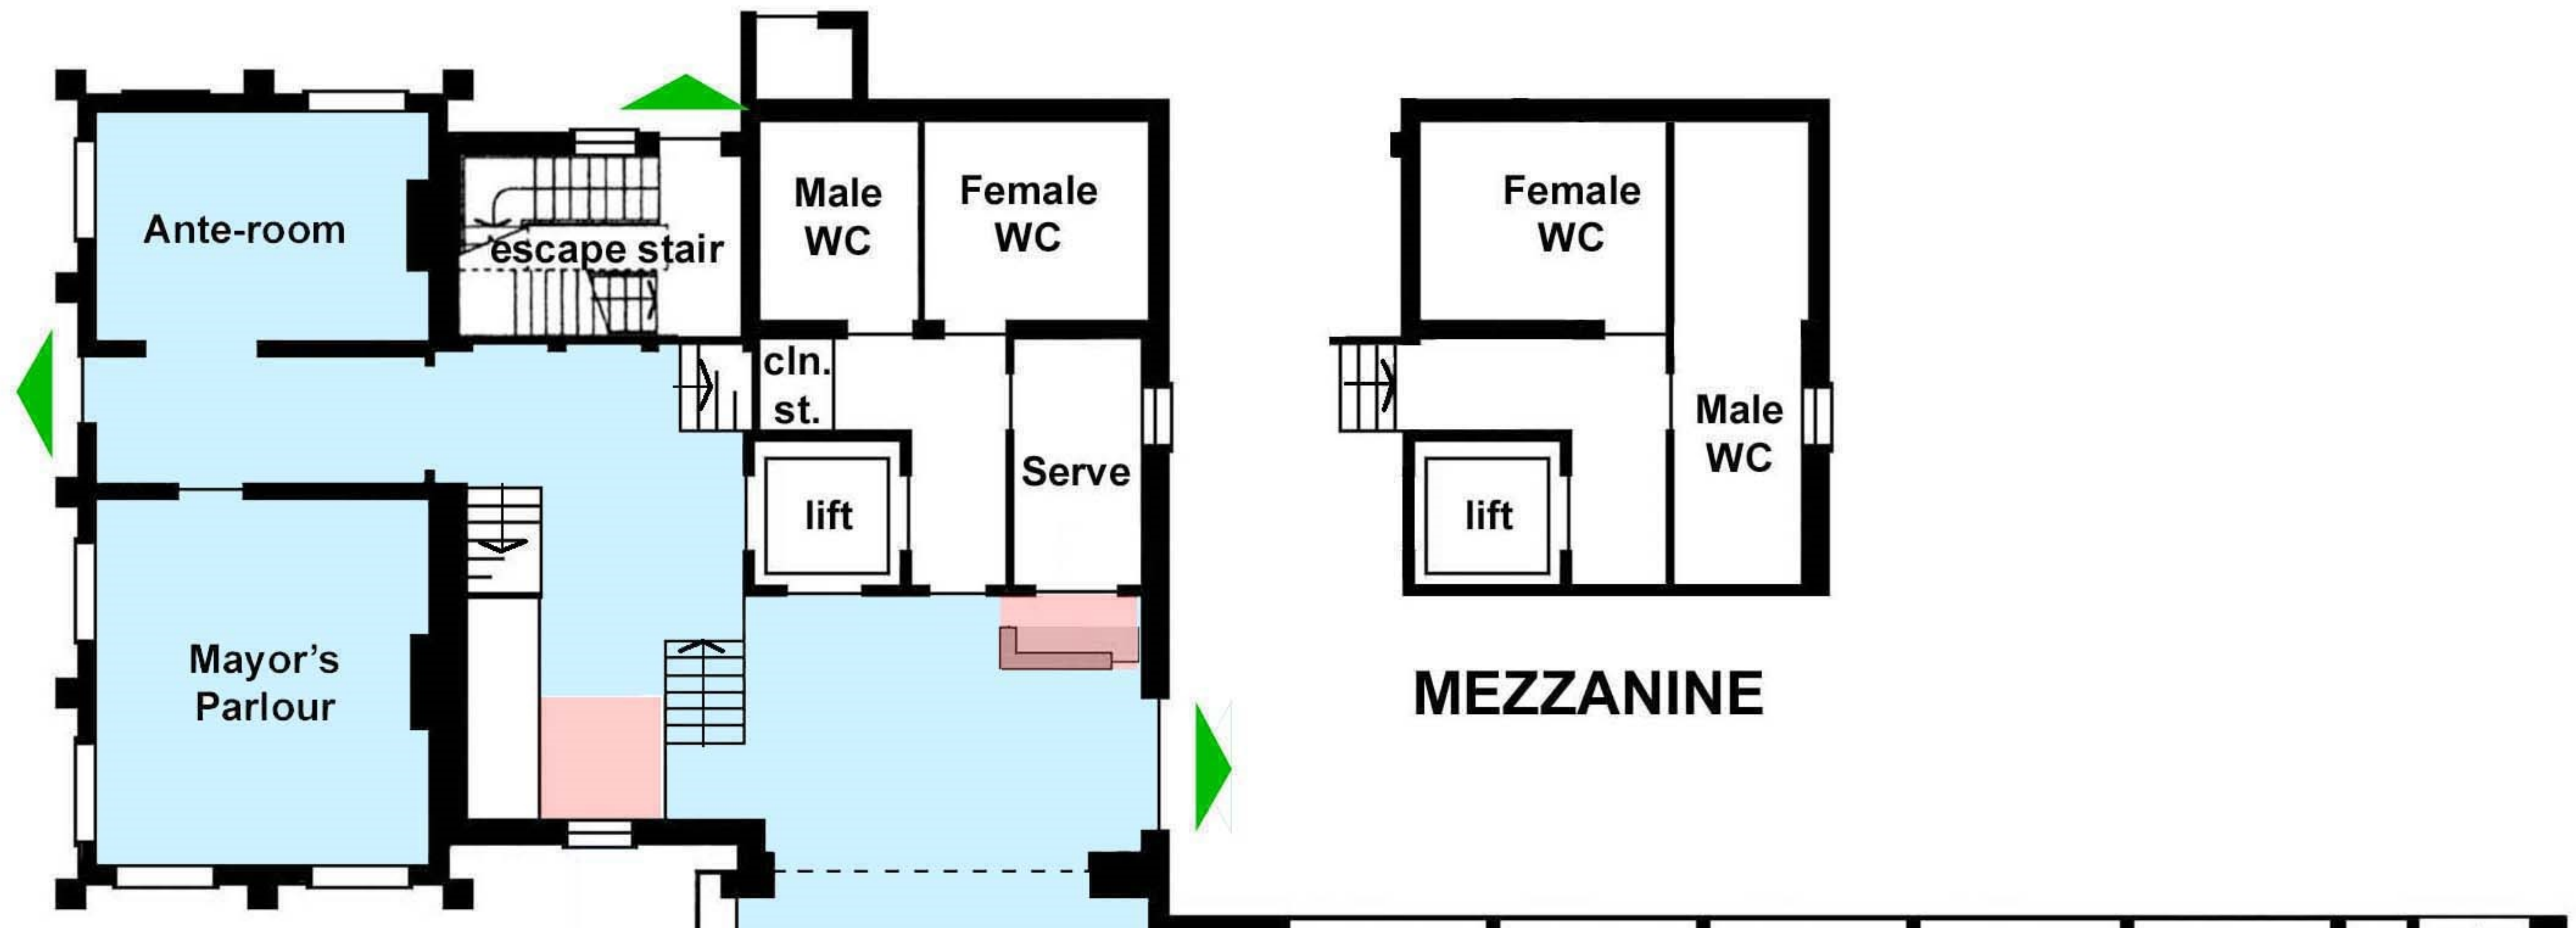 Ante-room
escape stair
Male
WC
Female
WC
cln.
st.
lift
Serve
Mayor’s
Parlour
Female
WC
Male
WC
lift
MEZZANINE